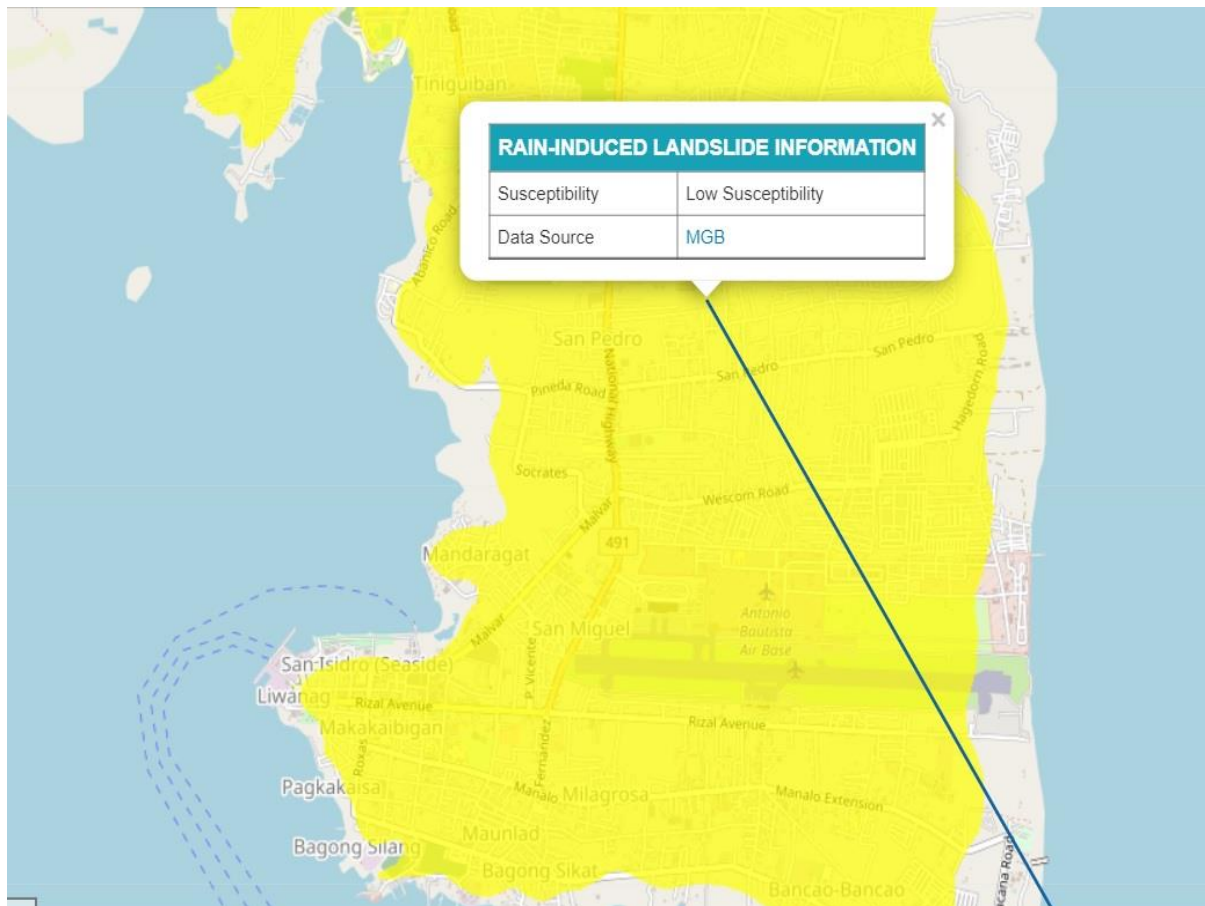 Road
Tiniguiban
RAIN-INDUCED LANDSLIDE INFORMATION
×
Susceptibility Low Susceptibility
Data Source MGB
Abanico Road
San Pedro
San Pedro
National Highway
San Pedro
Pineda Road
Hagedorn Road
Socrates
Wescom Road
Malvar
491
Mandaragat
Antonio
Bautista
Air Base
San Miguel
Malvar
P. Vicente
San Isidro (Seaside)
Liwanag
Rizal Avenue
Rizal Avenue
Makakaibigan
Roxas
Fernandez
Pagkakaisa
Manalo
Milagrosa
Manalo Extension
Maunlad
Bagong Silang
Bagong Sikat
Bancao-Bancao
cana Road